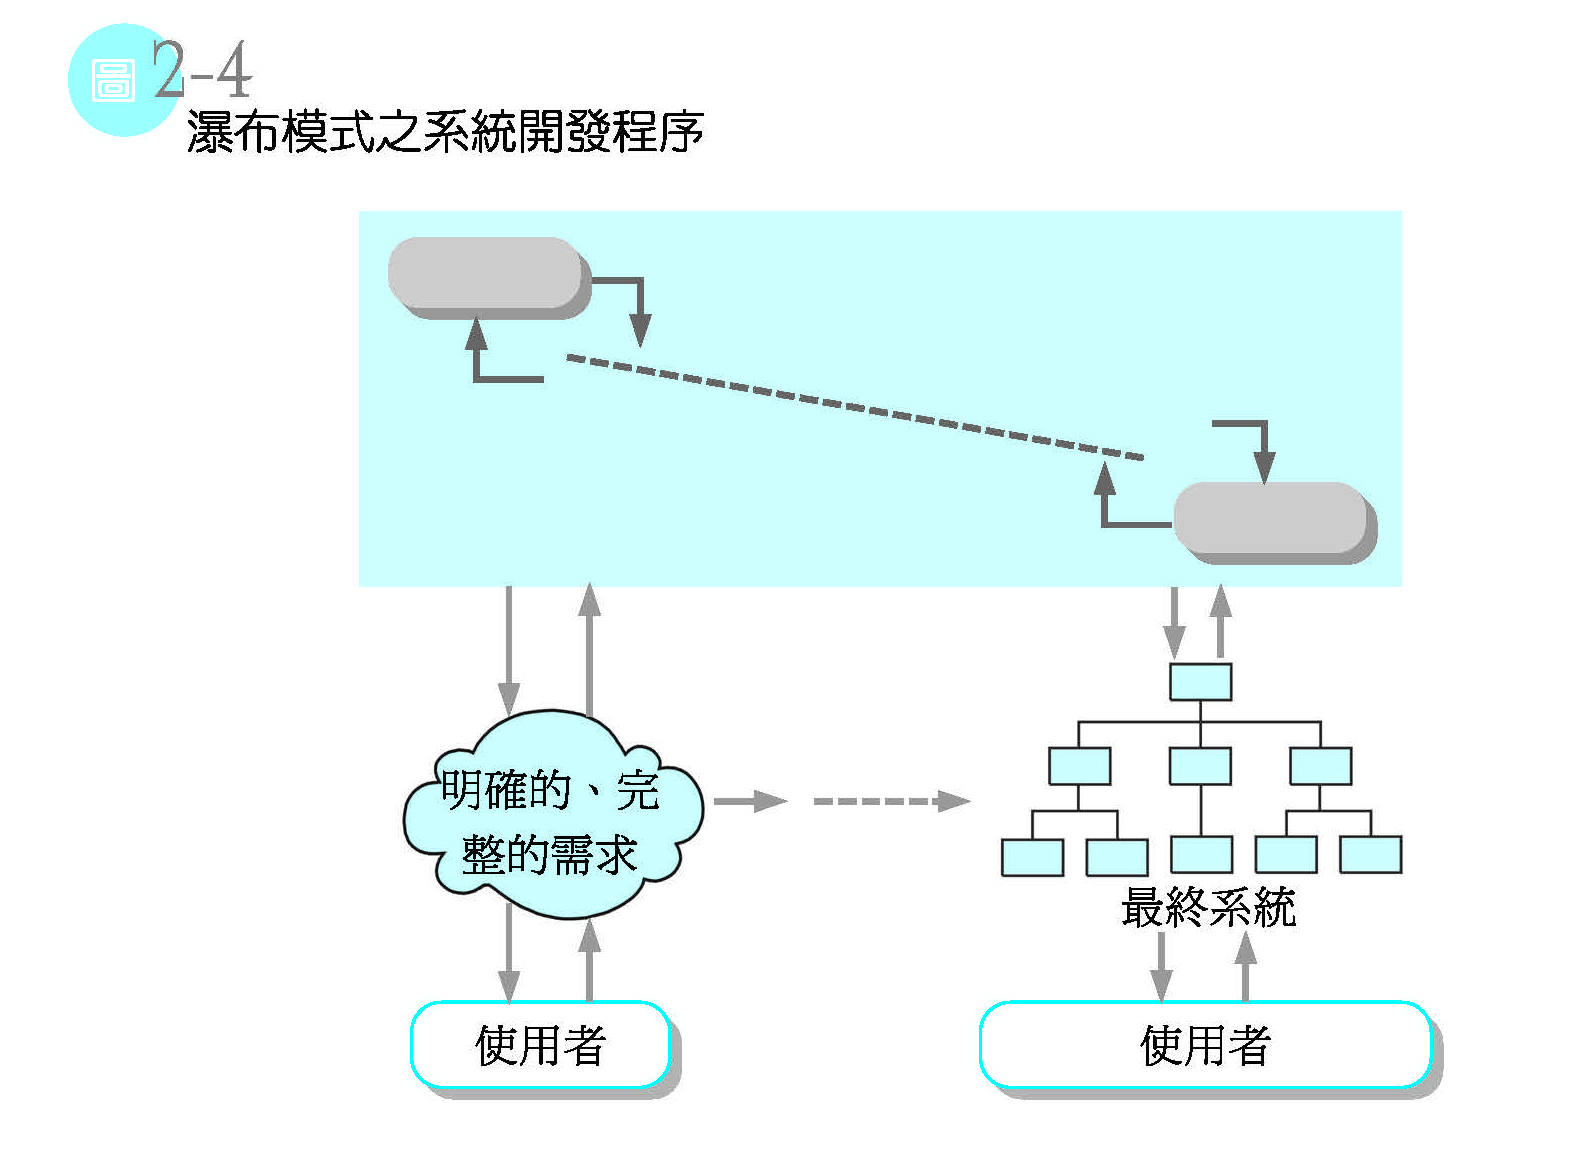 圖 2-4
瀑布模式之系統開發程序
明確的、完
整的需求
最終系統
使用者
使用者